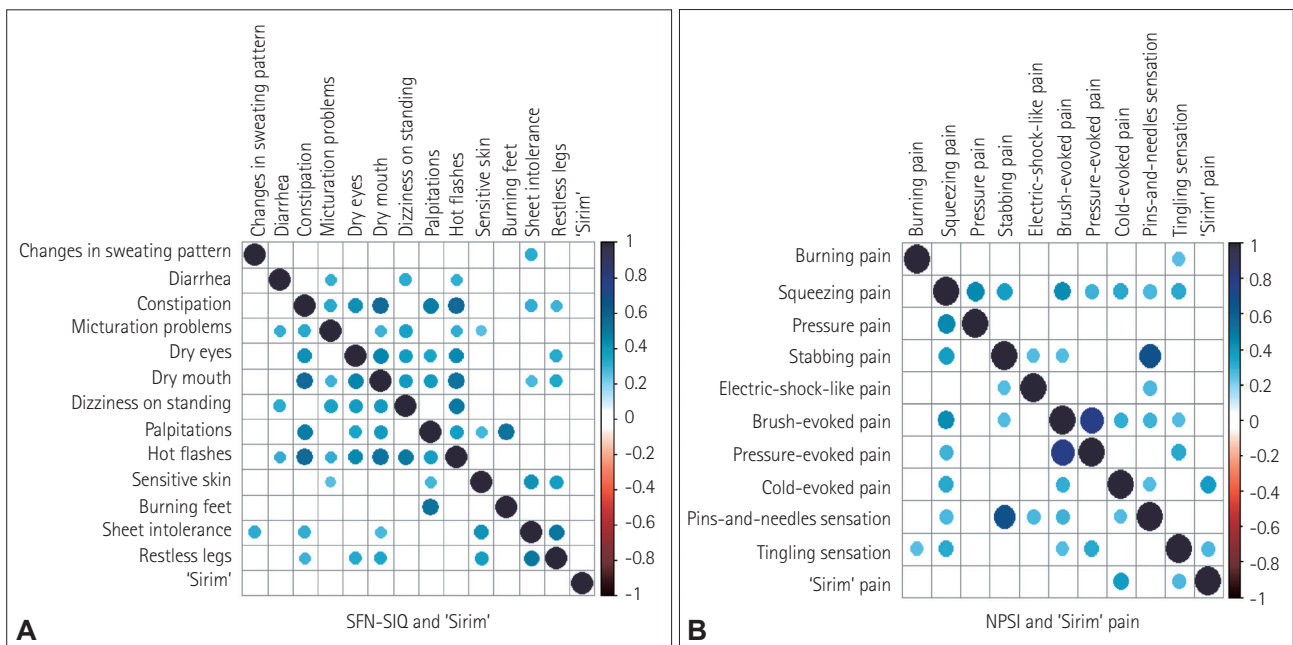 Changes in sweating pattern
Diarrhea
Constipation
Micturation problems
Dry eyes
Dry mouth
Dizziness on standing
Palpitations
Hot flashes
Sensitive skin
Burning feet
Sheet intolerance
Restless legs
'Sirim'
Changes in sweating pattern
Diarrhea
Constipation
Micturation problems
Dry eyes
Dry mouth
Dizziness on standing
Palpitations
Hot flashes
Sensitive skin
Burning feet
Sheet intolerance
Restless legs
'Sirim'
1
0.8
0.6
0.4
0.2
0
-0.2
-0.4
-0.6
-0.8
-1
A
SFN-SIQ and 'Sirim'
Burning pain
Squeezing pain
Pressure pain
Stabbing pain
Electric-shock-like pain
Brush-evoked pain
Pressure-evoked pain
Cold-evoked pain
Pins-and-needles sensation
Tingling sensation
'Sirim' pain
Burning pain
Squeezing pain
Pressure pain
Stabbing pain
Electric-shock-like pain
Brush-evoked pain
Pressure-evoked pain
Cold-evoked pain
Pins-and-needles sensation
Tingling sensation
'Sirim' pain
1
0.8
0.6
0.4
0.2
0
-0.2
-0.4
-0.6
-0.8
-1
B
NPSI and 'Sirim' pain